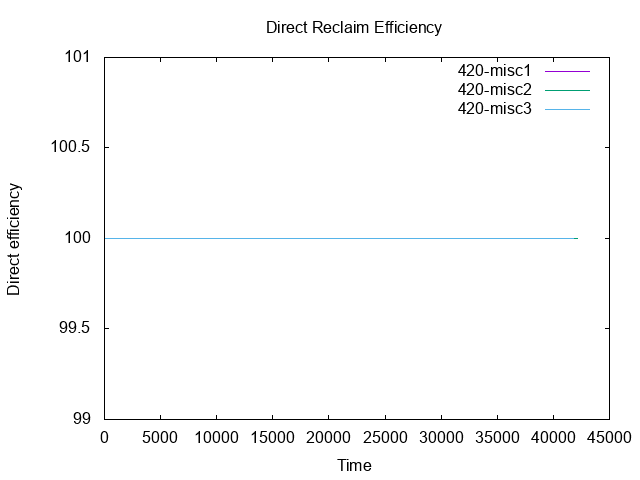 Direct Reclaim Efficiency
101
420-misc1
420-misc2
420-misc3
100.5
100
99.5
99
Direct efficiency
0 5000 10000 15000 20000 25000 30000 35000 40000 45000
Time